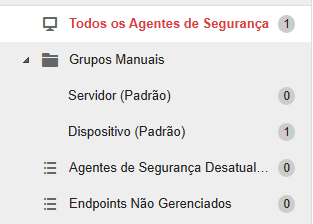 Todos os Agentes de Segurança 1
Grupos Manuais
Servidor (Padrão) 0
Dispositivo (Padrão) 1
Agentes de Segurança Desatual... 0
Endpoints Não Gerenciados 0